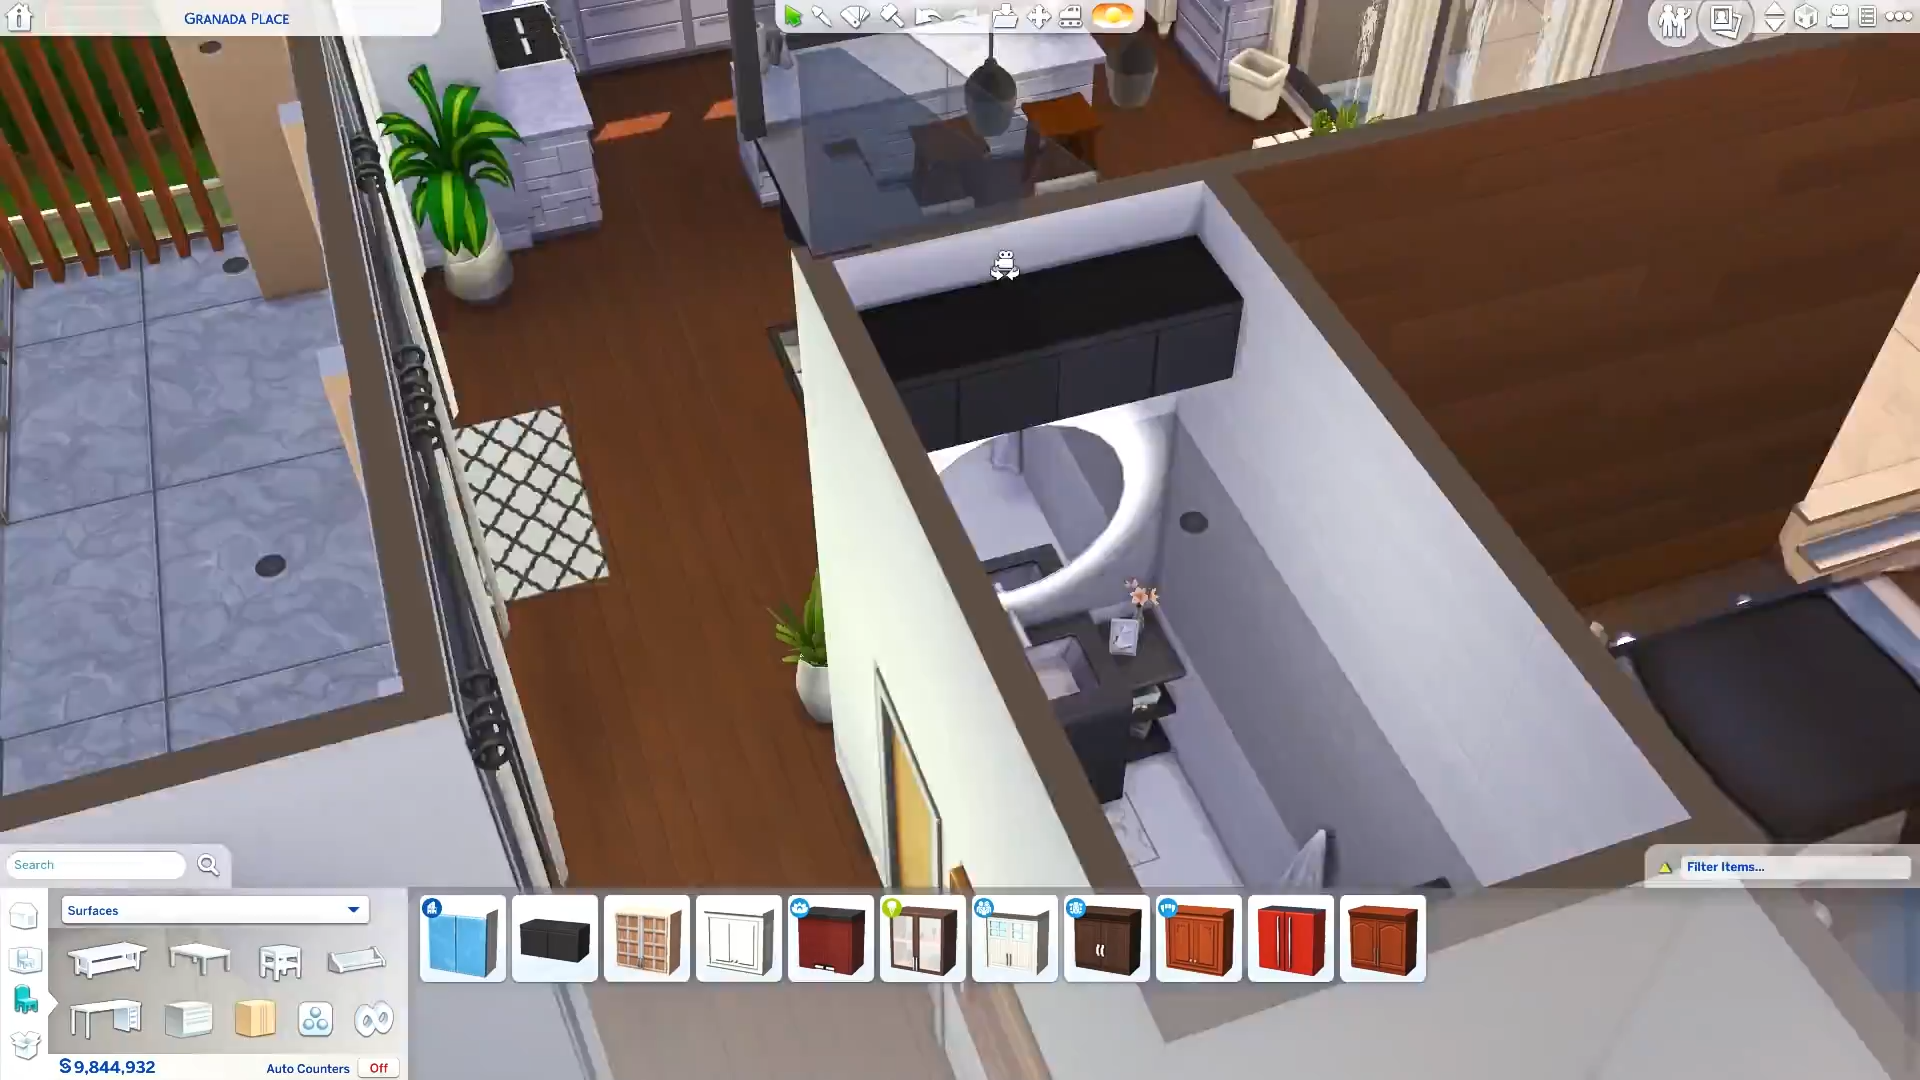 GRANADA PLACE
Search
Filter Items...
Surfaces
§9,844,932
Auto Counters
Off